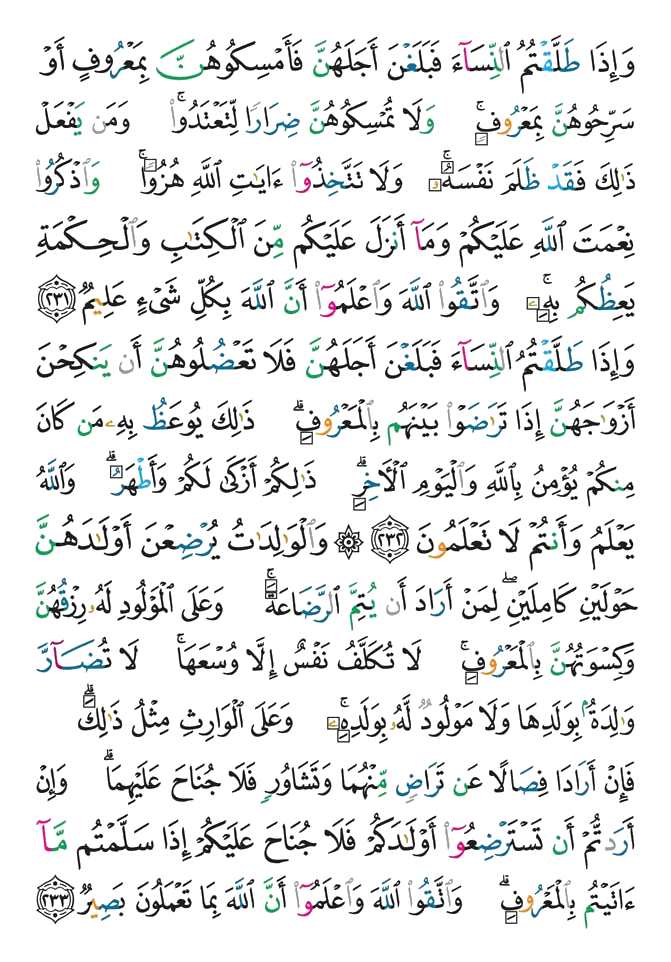 وَإِذَا طَلَّقْتُمُ ٱلنِّسَآءَ فَبَلَغْنَ أَجَلَهُنَّ فَأَمْسِكُوهُنَّ بِمَعْرُوفٍ أَوْ
سَرِّحُوهُنَّ بِمَعْرُوفٍۚ وَلَا تُمْسِكُوهُنَّ ضِرَارًا لِّتَعْتَدُوا۟ۚ وَمَن يَفْعَلْ
ذَٰلِكَ فَقَدْ ظَلَمَ نَفْسَهُۥۚ وَلَا تَتَّخِذُوٓا۟ ءَايَٰتِ ٱللَّهِ هُزُوًاۚ وَٱذْكُرُوا۟
نِعْمَتَ ٱللَّهِ عَلَيْكُمْ وَمَآ أَنزَلَ عَلَيْكُم مِّنَ ٱلْكِتَٰبِ وَٱلْحِكْمَةِ
يَعِظُكُم بِهِۦۚ وَٱتَّقُوا۟ ٱللَّهَ وَٱعْلَمُوٓا۟ أَنَّ ٱللَّهَ بِكُلِّ شَىْءٍ عَلِيمٌ ٢٣١
وَإِذَا طَلَّقْتُمُ ٱلنِّسَآءَ فَبَلَغْنَ أَجَلَهُنَّ فَلَا تَعْضُلُوهُنَّ أَن يَنكِحْنَ
أَزْوَٰجَهُنَّ إِذَا تَرَٰضَوْا۟ بَيْنَهُم بِٱلْمَعْرُوفِۗ ذَٰلِكَ يُوعَظُ بِهِۦ مَن كَانَ
مِنكُمْ يُؤْمِنُ بِٱللَّهِ وَٱلْيَوْمِ ٱلْـَٔاخِرِۗ ذَٰلِكُمْ أَزْكَىٰ لَكُمْ وَأَطْهَرُۗ وَٱللَّهُ
يَعْلَمُ وَأَنتُمْ لَا تَعْلَمُونَ ٢٣٢ ۞ وَٱلْوَٰلِدَٰتُ يُرْضِعْنَ أَوْلَٰدَهُنَّ
حَوْلَيْنِ كَامِلَيْنِۖ لِمَنْ أَرَادَ أَن يُتِمَّ ٱلرَّضَاعَةَۚ وَعَلَى ٱلْمَوْلُودِ لَهُۥ رِزْقُهُنَّ
وَكِسْوَتُهُنَّ بِٱلْمَعْرُوفِۚ لَا تُكَلَّفُ نَفْسٌ إِلَّا وُسْعَهَاۚ لَا تُضَآرَّ
وَٰلِدَةٌۢ بِوَلَدِهَا وَلَا مَوْلُودٌ لَّهُۥ بِوَلَدِهِۦۚ وَعَلَى ٱلْوَارِثِ مِثْلُ ذَٰلِكَۗ
فَإِنْ أَرَادَا فِصَالًا عَن تَرَاضٍ مِّنْهُمَا وَتَشَاوُرٍ فَلَا جُنَاحَ عَلَيْهِمَاۗ وَإِنْ
أَرَدتُّمْ أَن تَسْتَرْضِعُوٓا۟ أَوْلَٰدَكُمْ فَلَا جُنَاحَ عَلَيْكُمْ إِذَا سَلَّمْتُم مَّآ
ءَاتَيْتُم بِٱلْمَعْرُوفِۗ وَٱتَّقُوا۟ ٱللَّهَ وَٱعْلَمُوٓا۟ أَنَّ ٱللَّهَ بِمَا تَعْمَلُونَ بَصِيرٌ ٢٣٣